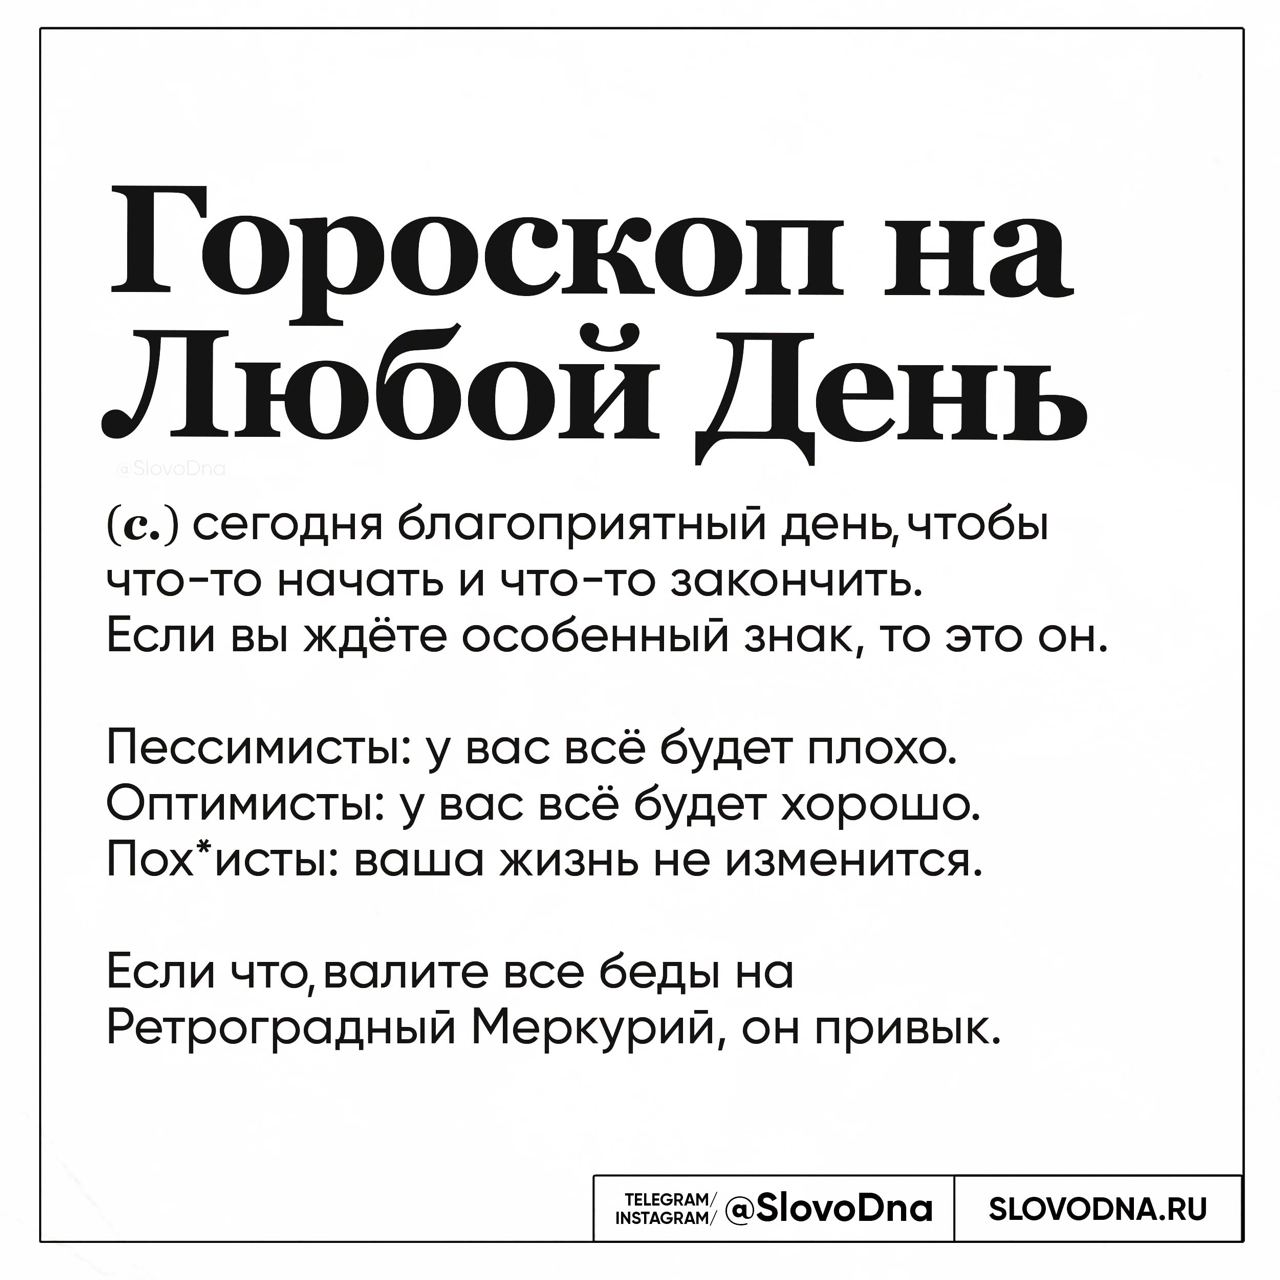 Гороскоп на
Любой День
@SlovoDna
(с.) сегодня благоприятный день, чтобы
что-то начать и что-то закончить.
Если вы ждёте особенный знак, то это он.
Пессимисты: у вас всё будет плохо.
Оптимисты: у вас всё будет хорошо.
Пох*исты: ваша жизнь не изменится.
Если что, валите все беды на
Ретроградный Меркурий, он привык.
TELEGRAM/
INSTAGRAM/
@SlovoDna
SLOVODNA.RU